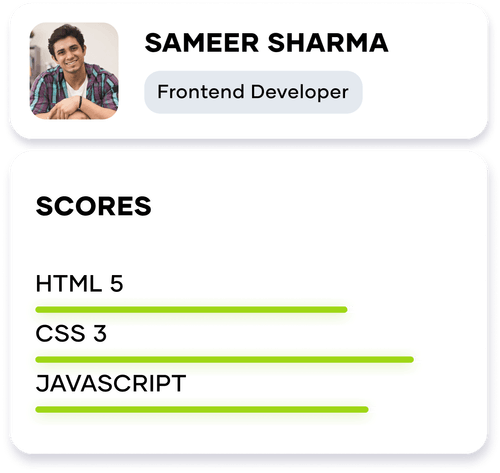 SAMEER SHARMA
Frontend Developer
SCORES
HTML 5
CSS 3
JAVASCRIPT